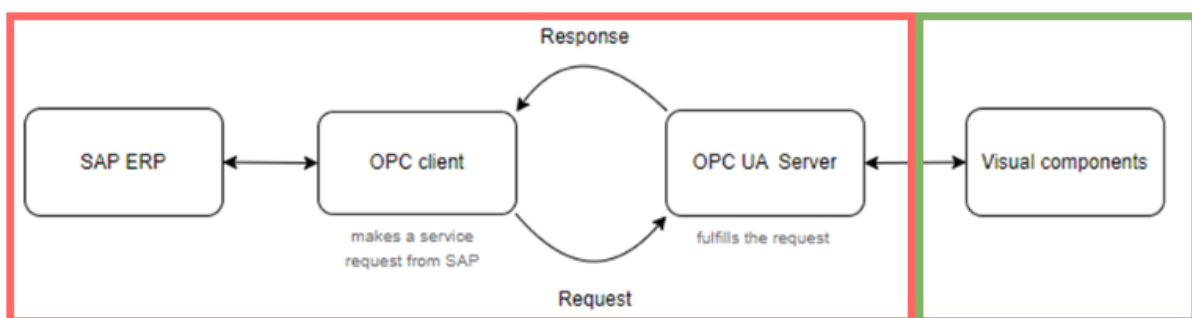 Response
SAP ERP
OPC client
OPC UA Server
Visual components
makes a service
request from SAP
fulfills the request
Request